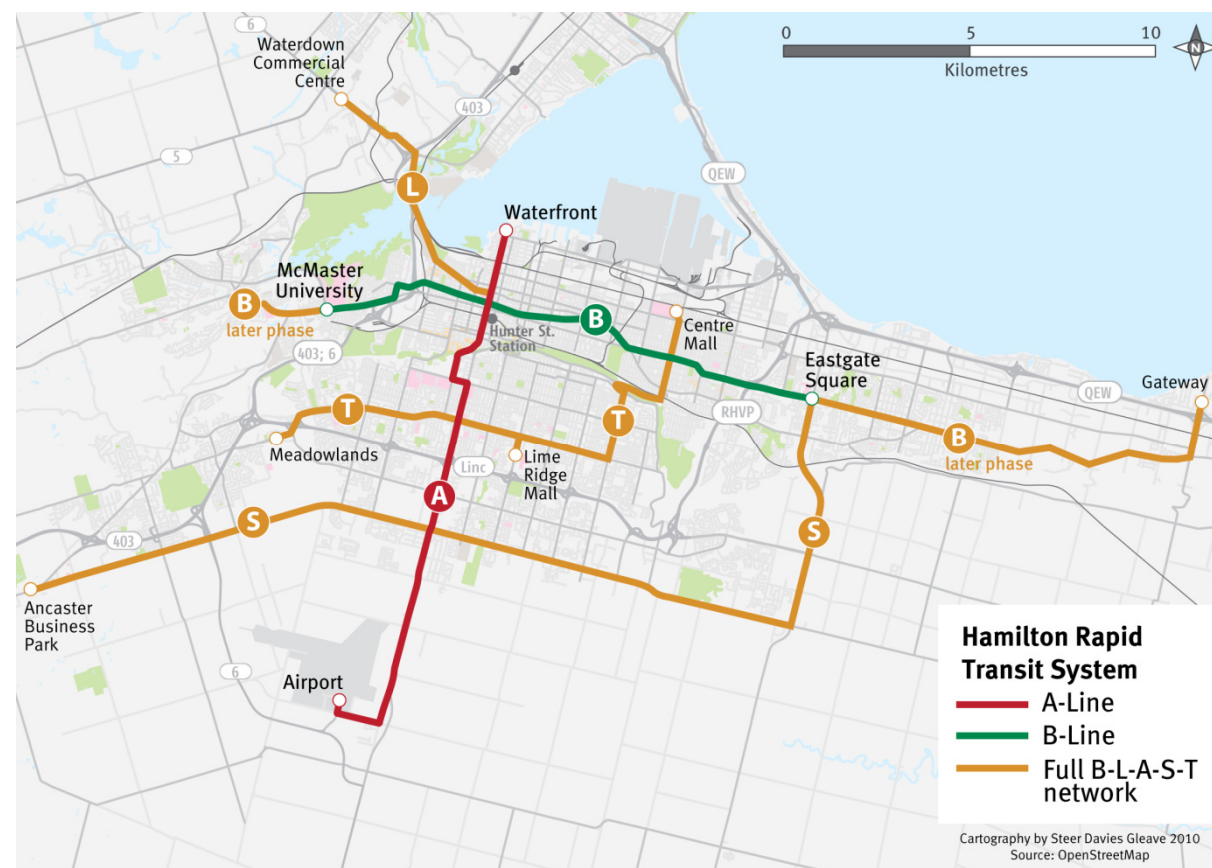 6
Waterdown
Commercial
Centre
403
5
0
5
10
Kilometres
N
QEW
L
Waterfront
McMaster
University
B
later phase
B
Hunter St.
Station
Centre
Mall
403; 6
Eastgate
Square
QEW
Gateway
T
T
RHVP
B
later phase
Meadowlands
Linc
Lime
Ridge
Mall
A
S
403
S
Ancaster
Business
Park
6
Airport
Hamilton Rapid
Transit System
A-Line
B-Line
Full B-L-A-S-T
network
Cartography by Steer Davies Gleave 2010
Source: OpenStreetMap